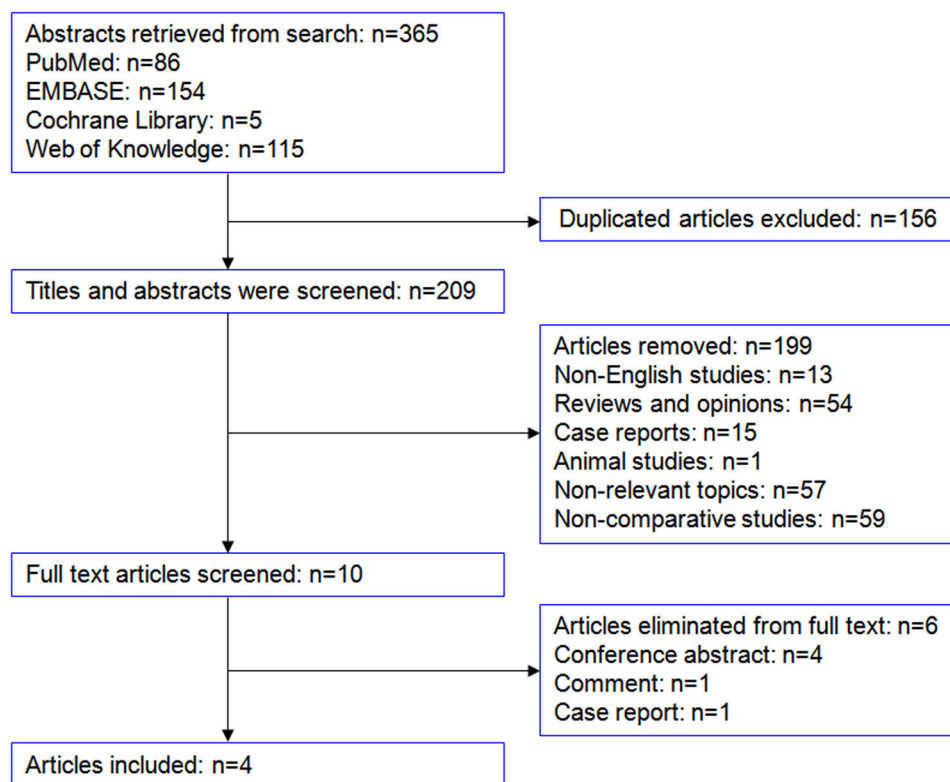 Abstracts retrieved from search: n=365
PubMed: n=86
EMBASE: n=154
Cochrane Library: n=5
Web of Knowledge: n=115
Duplicated articles excluded: n=156
Titles and abstracts were screened: n=209
Articles removed: n=199
Non-English studies: n=13
Reviews and opinions: n=54
Case reports: n=15
Animal studies: n=1
Non-relevant topics: n=57
Non-comparative studies: n=59
Full text articles screened: n=10
Articles eliminated from full text: n=6
Conference abstract: n=4
Comment: n=1
Case report: n=1
Articles included: n=4